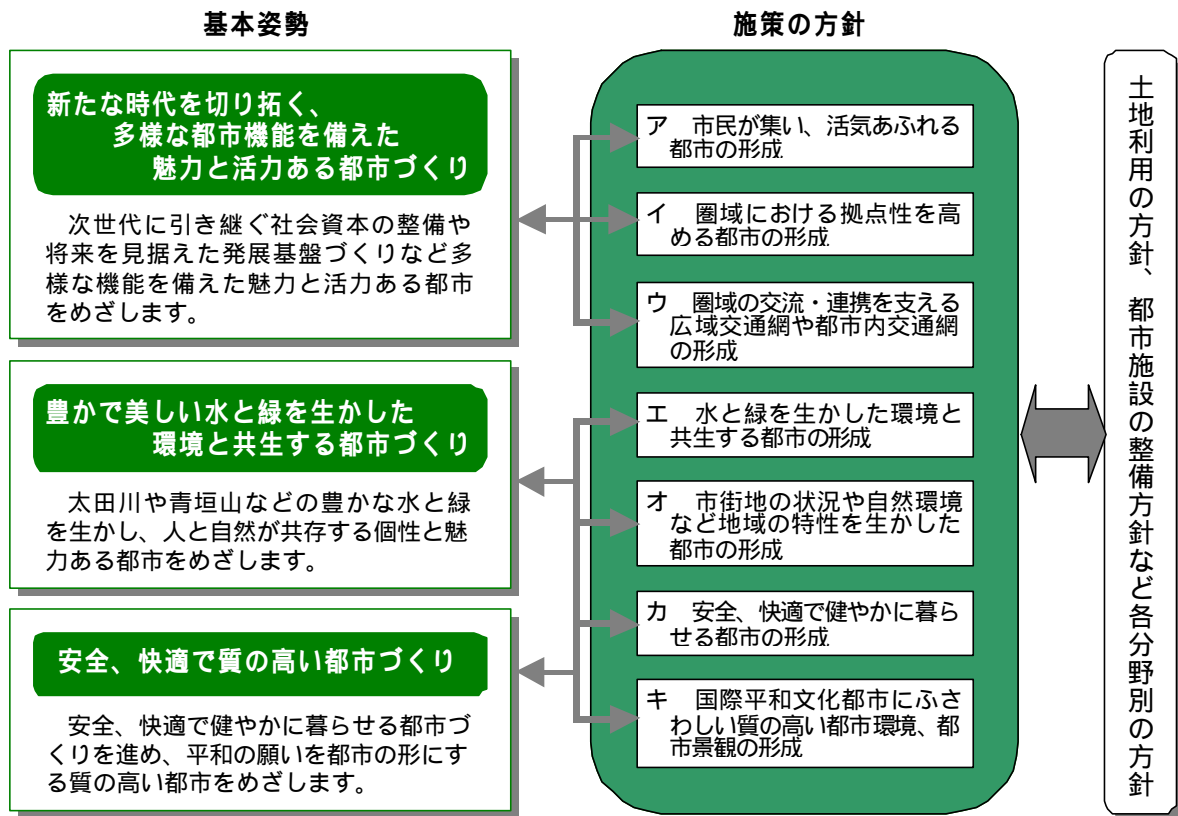 基本姿勢
新たな時代を切り拓く、
多様な都市機能を備えた
魅力と活力ある都市づくり
次世代に引き継ぐ社会資本の整備や
将来を見据えた発展基盤づくりなど多
様な機能を備えた魅力と活力ある都市
をめざします。
豊かで美しい水と緑を生かした
環境と共生する都市づくり
太田川や青垣山などの豊かな水と緑
を生かし、人と自然が共存する個性と魅
力ある都市をめざします。
安全、快適で質の高い都市づくり
安全、快適で健やかに暮らせる都市づ
くりを進め、平和の願いを都市の形にす
る質の高い都市をめざします。
施策の方針
ア 市民が集い、活気あふれる
都市の形成
イ 圏域における拠点性を高
める都市の形成
ウ 圏域の交流・連携を支える
広域交通網や都市内交通網
の形成
エ 水と緑を生かした環境と
共生する都市の形成
オ 市街地の状況や自然環境
など地域の特性を生かした
都市の形成
カ 安全、快適で健やかに暮ら
せる都市の形成
キ 国際平和文化都市にふさ
わしい質の高い都市環境、都
市景観の形成
土地利用の方針、都市施設の整備方針など各分野別の方針